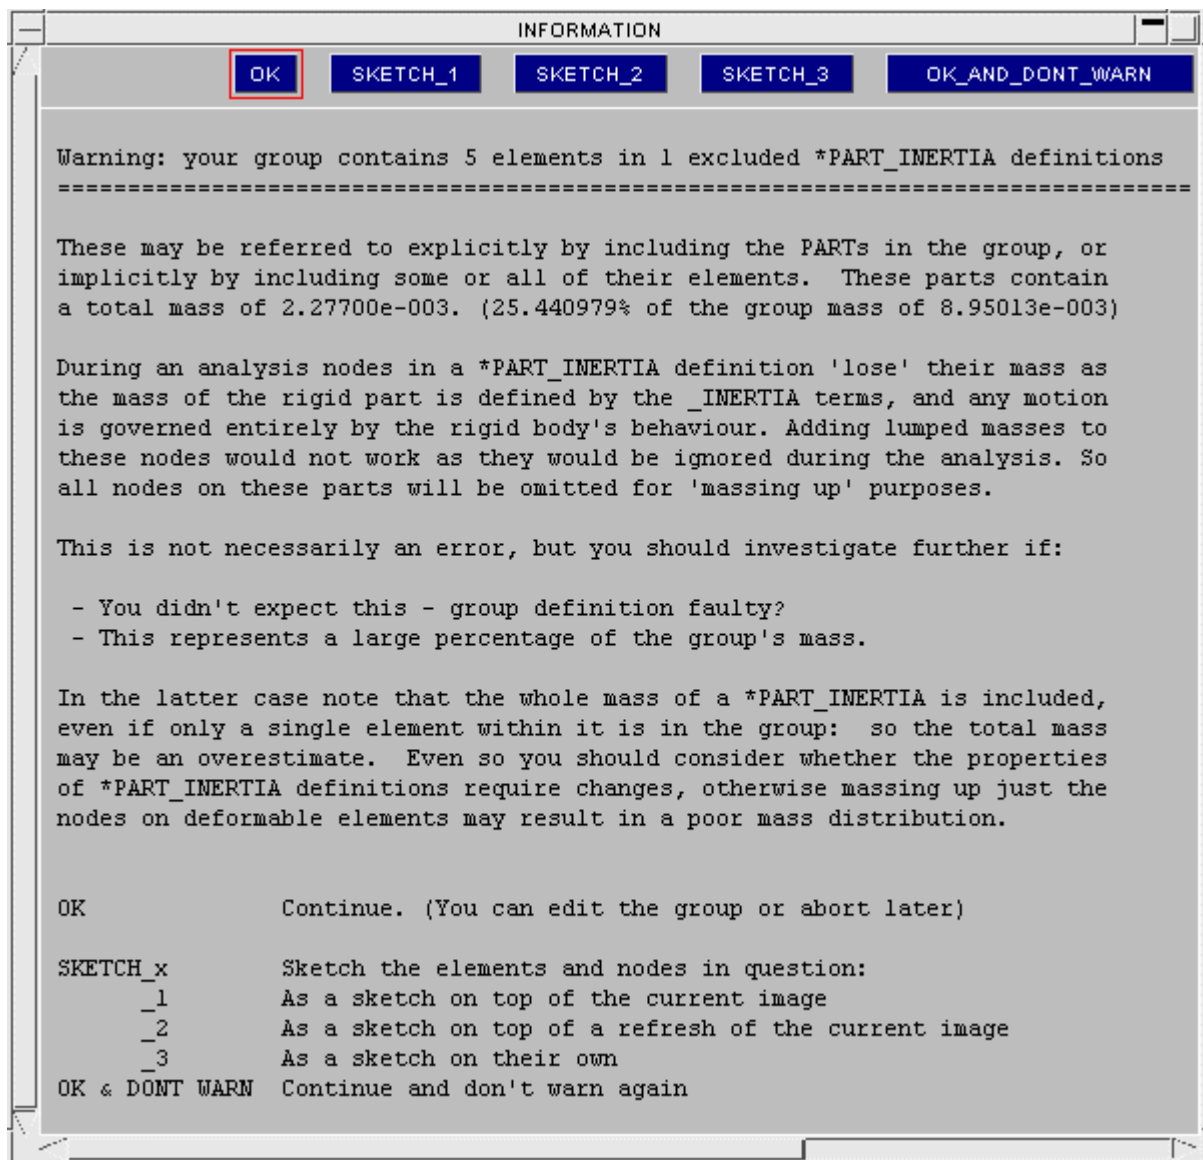 INFORMATION
OK SKETCH_1 SKETCH_2 SKETCH_3 OK_AND_DONT_WARN
Warning: your group contains 5 elements in 1 excluded *PART_INERTIA definitions
=================================================================================
These may be referred to explicitly by including the PARTs in the group, or
implicitly by including some or all of their elements.  These parts contain
a total mass of 2.27700e-003. (25.440979% of the group mass of 8.95013e-003)
During an analysis nodes in a *PART_INERTIA definition 'lose' their mass as
the mass of the rigid part is defined by the _INERTIA terms, and any motion
is governed entirely by the rigid body's behaviour. Adding lumped masses to
these nodes would not work as they would be ignored during the analysis. So
all nodes on these parts will be omitted for 'massing up' purposes.
This is not necessarily an error, but you should investigate further if:
- You didn't expect this - group definition faulty?
- This represents a large percentage of the group's mass.
In the latter case note that the whole mass of a *PART_INERTIA is included,
even if only a single element within it is in the group:  so the total mass
may be an overestimate.  Even so you should consider whether the properties
of *PART_INERTIA definitions require changes, otherwise massing up just the
nodes on deformable elements may result in a poor mass distribution.
OK Continue. (You can edit the group or abort later)
SKETCH_x Sketch the elements and nodes in question:
_1 As a sketch on top of the current image
_2 As a sketch on top of a refresh of the current image
_3 As a sketch on their own
OK & DONT WARN Continue and don't warn again